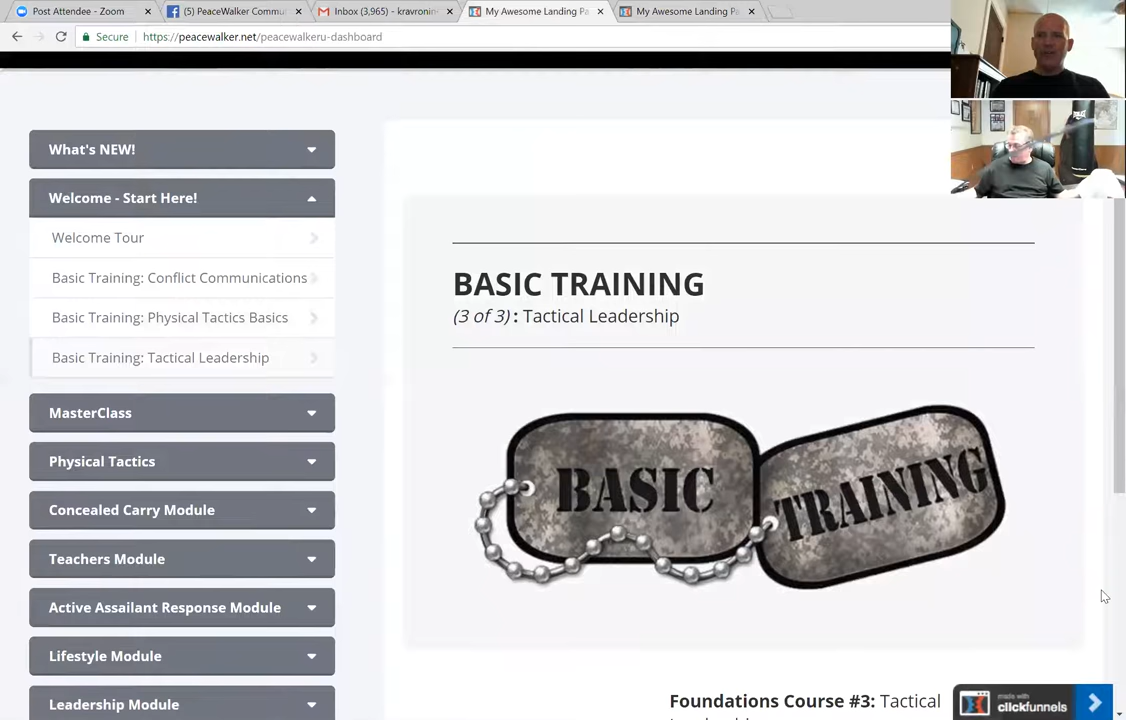 Post Attendee - Zoom
(5) PeaceWalker Commu
Inbox (3,965) - kravronin-
My Awesome Landing Pa
My Awesome Landing Pa
Secure
https://peacewalker.net/peacewalkeru-dashboard
What's NEW!
Welcome - Start Here!
Welcome Tour
Basic Training: Conflict Communications
Basic Training: Physical Tactics Basics
Basic Training: Tactical Leadership
MasterClass
Physical Tactics
Concealed Carry Module
Teachers Module
Active Assailant Response Module
Lifestyle Module
Leadership Module
BASIC TRAINING
(3 of 3) : Tactical Leadership
BASIC
TRAINING
Foundations Course #3: Tactical
made with
clickfunnels